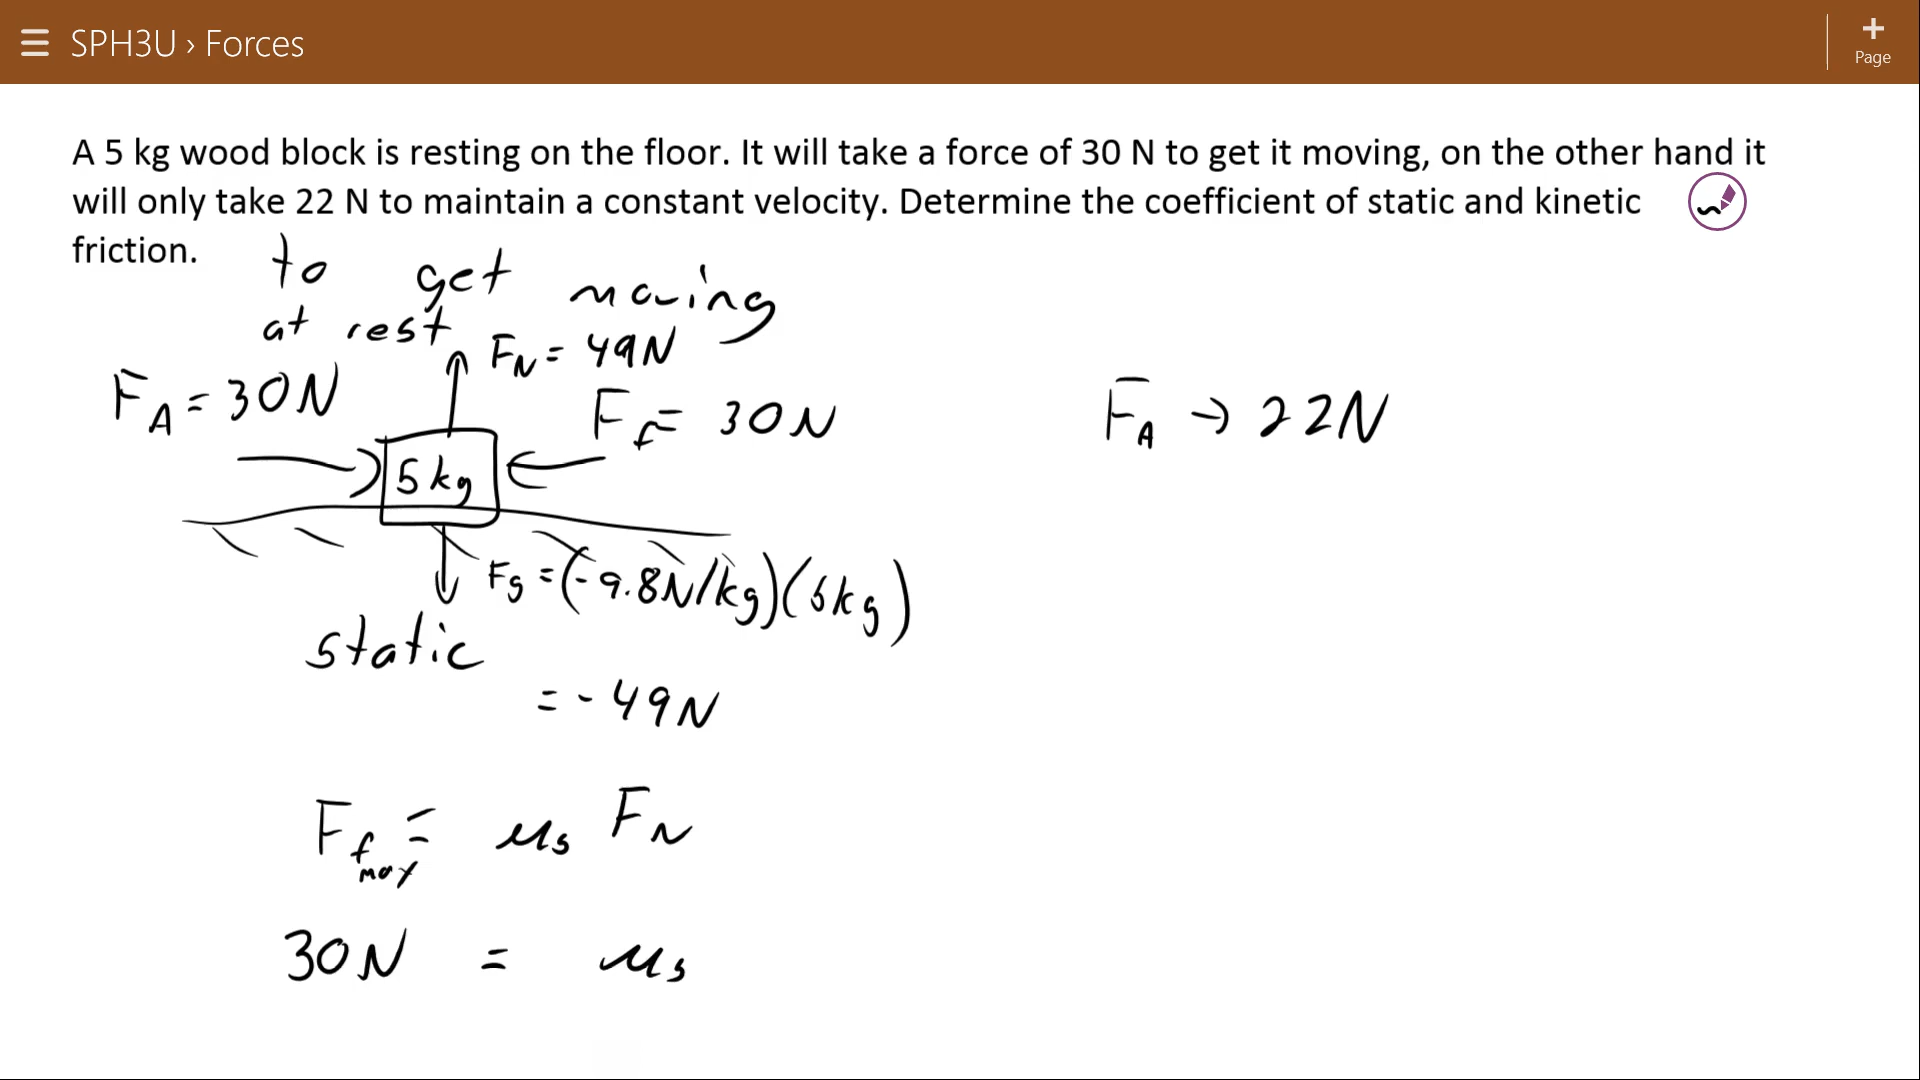 SPH3U › Forces
+
Page
A 5 kg wood block is resting on the floor. It will take a force of 30 N to get it moving, on the other hand it
will only take 22 N to maintain a constant velocity. Determine the coefficient of static and kinetic
friction.
to get moving
at rest
FN = 49N
FA = 30N
Ff = 30N
FA → 22N
5kg
Fg = (-9.8N/kg)(5kg)
static
= -49N
Ffmax = μs FN
30N = μs